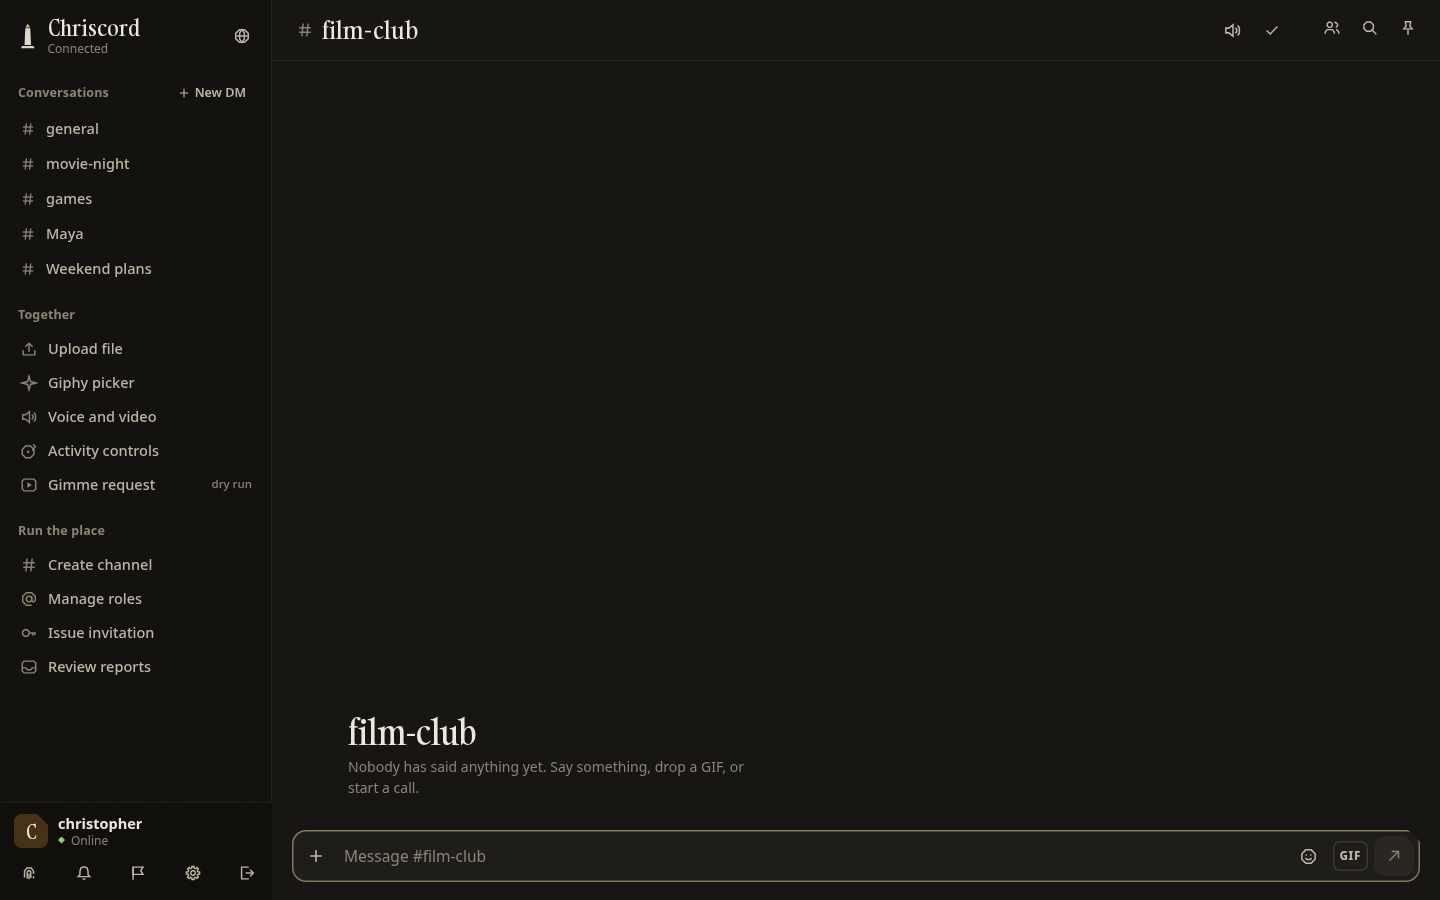 Chriscord
Connected
Conversations
+ New DM
# general
# movie-night
# games
# Maya
# Weekend plans
Together
Upload file
Giphy picker
Voice and video
Activity controls
Gimme request dry run
Run the place
# Create channel
Manage roles
Issue invitation
Review reports
C
christopher
Online
# film-club
film-club
Nobody has said anything yet. Say something, drop a GIF, or
start a call.
+ Message #film-club GIF